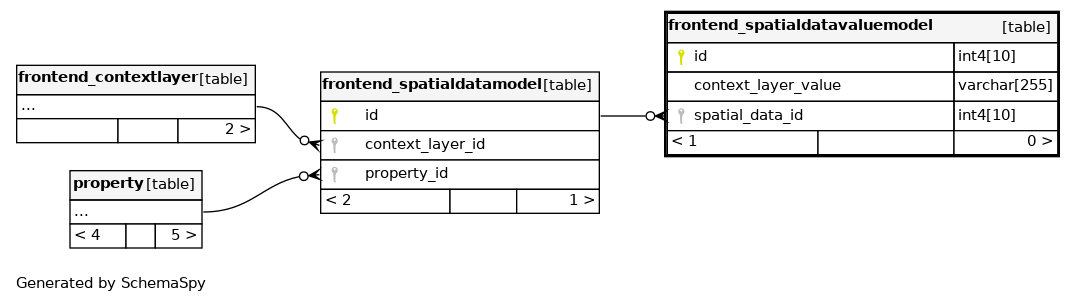 frontend_contextlayer [table]
...
2 >
property [table]
...
< 4 5 >
frontend_spatialdatamodel [table]
id
context_layer_id
property_id
< 2 1 >
frontend_spatialdatavaluemodel [table]
id int4[10]
context_layer_value varchar[255]
spatial_data_id int4[10]
< 1 0 >
Generated by SchemaSpy